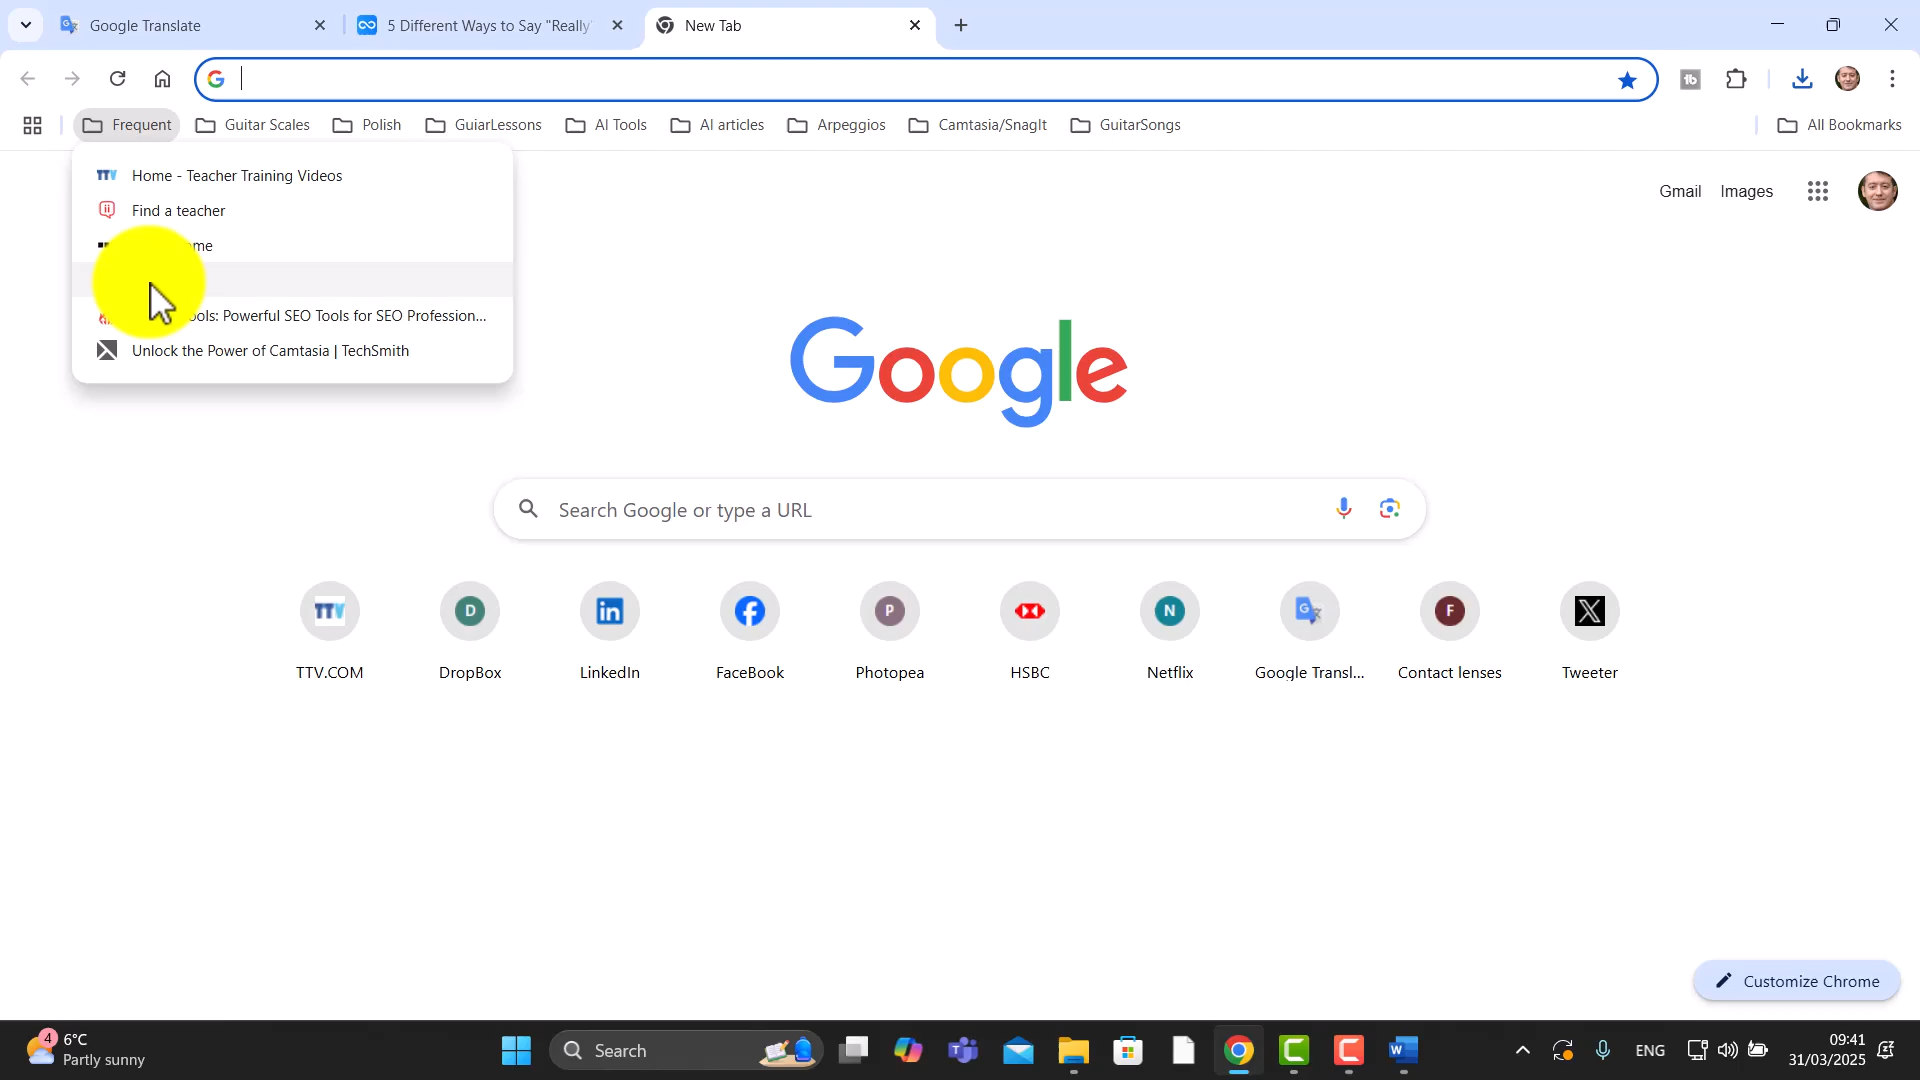 Google Translate
5 Different Ways to Say "Really"
New Tab
Frequent
Guitar Scales
Polish
GuiarLessons
AI Tools
AI articles
Arpeggios
Camtasia/SnagIt
GuitarSongs
All Bookmarks
TTV Home - Teacher Training Videos
Find a teacher
: Powerful SEO Tools for SEO Profession...
Unlock the Power of Camtasia | TechSmith
Gmail Images
Google
Search Google or type a URL
TTV D in f P N F X
TTV.COM
DropBox
LinkedIn
FaceBook
Photopea
HSBC
Netflix
Google Transl...
Contact lenses
Tweeter
Customize Chrome
4 6°C
Partly sunny
Search
ENG
09:41
31/03/2025